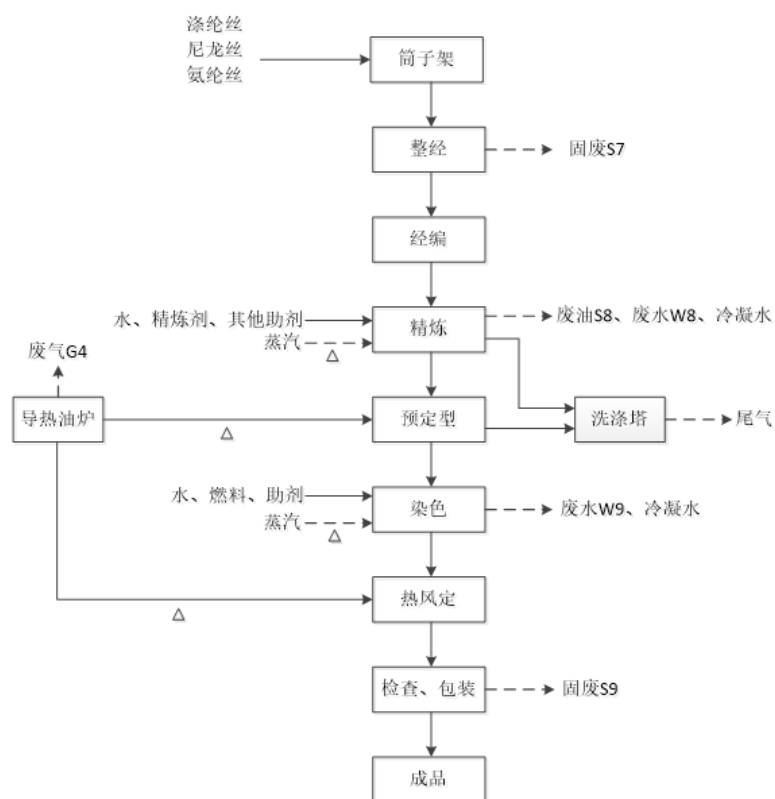 涤纶丝
尼龙丝
氨纶丝
筒子架
整经
固废S7
经编
水、精炼剂、其他助剂
蒸汽
△
精炼
废油S8、废水W8、冷凝水
废气G4
导热油炉
△
预定型
洗涤塔
尾气
水、燃料、助剂
蒸汽
△
染色
废水W9、冷凝水
△
热风定
检查、包装
固废S9
成品